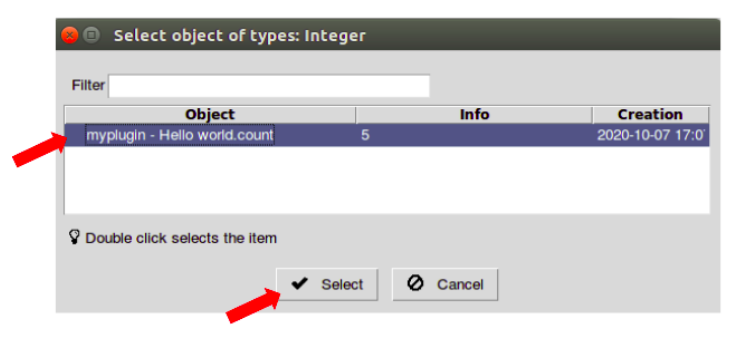 Select object of types: Integer
Filter
Object Info Creation
myplugin - Hello world.count 5 2020-10-07 17:0
Double click selects the item
Select Cancel